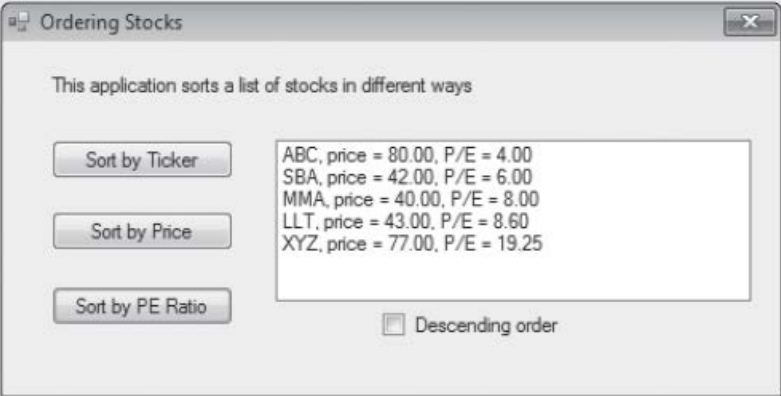 Ordering Stocks
This application sorts a list of stocks in different ways
Sort by Ticker
Sort by Price
Sort by PE Ratio
ABC, price = 80.00, P/E = 4.00
SBA, price = 42.00, P/E = 6.00
MMA, price = 40.00, P/E = 8.00
LLT, price = 43.00, P/E = 8.60
XYZ, price = 77.00, P/E = 19.25
Descending order